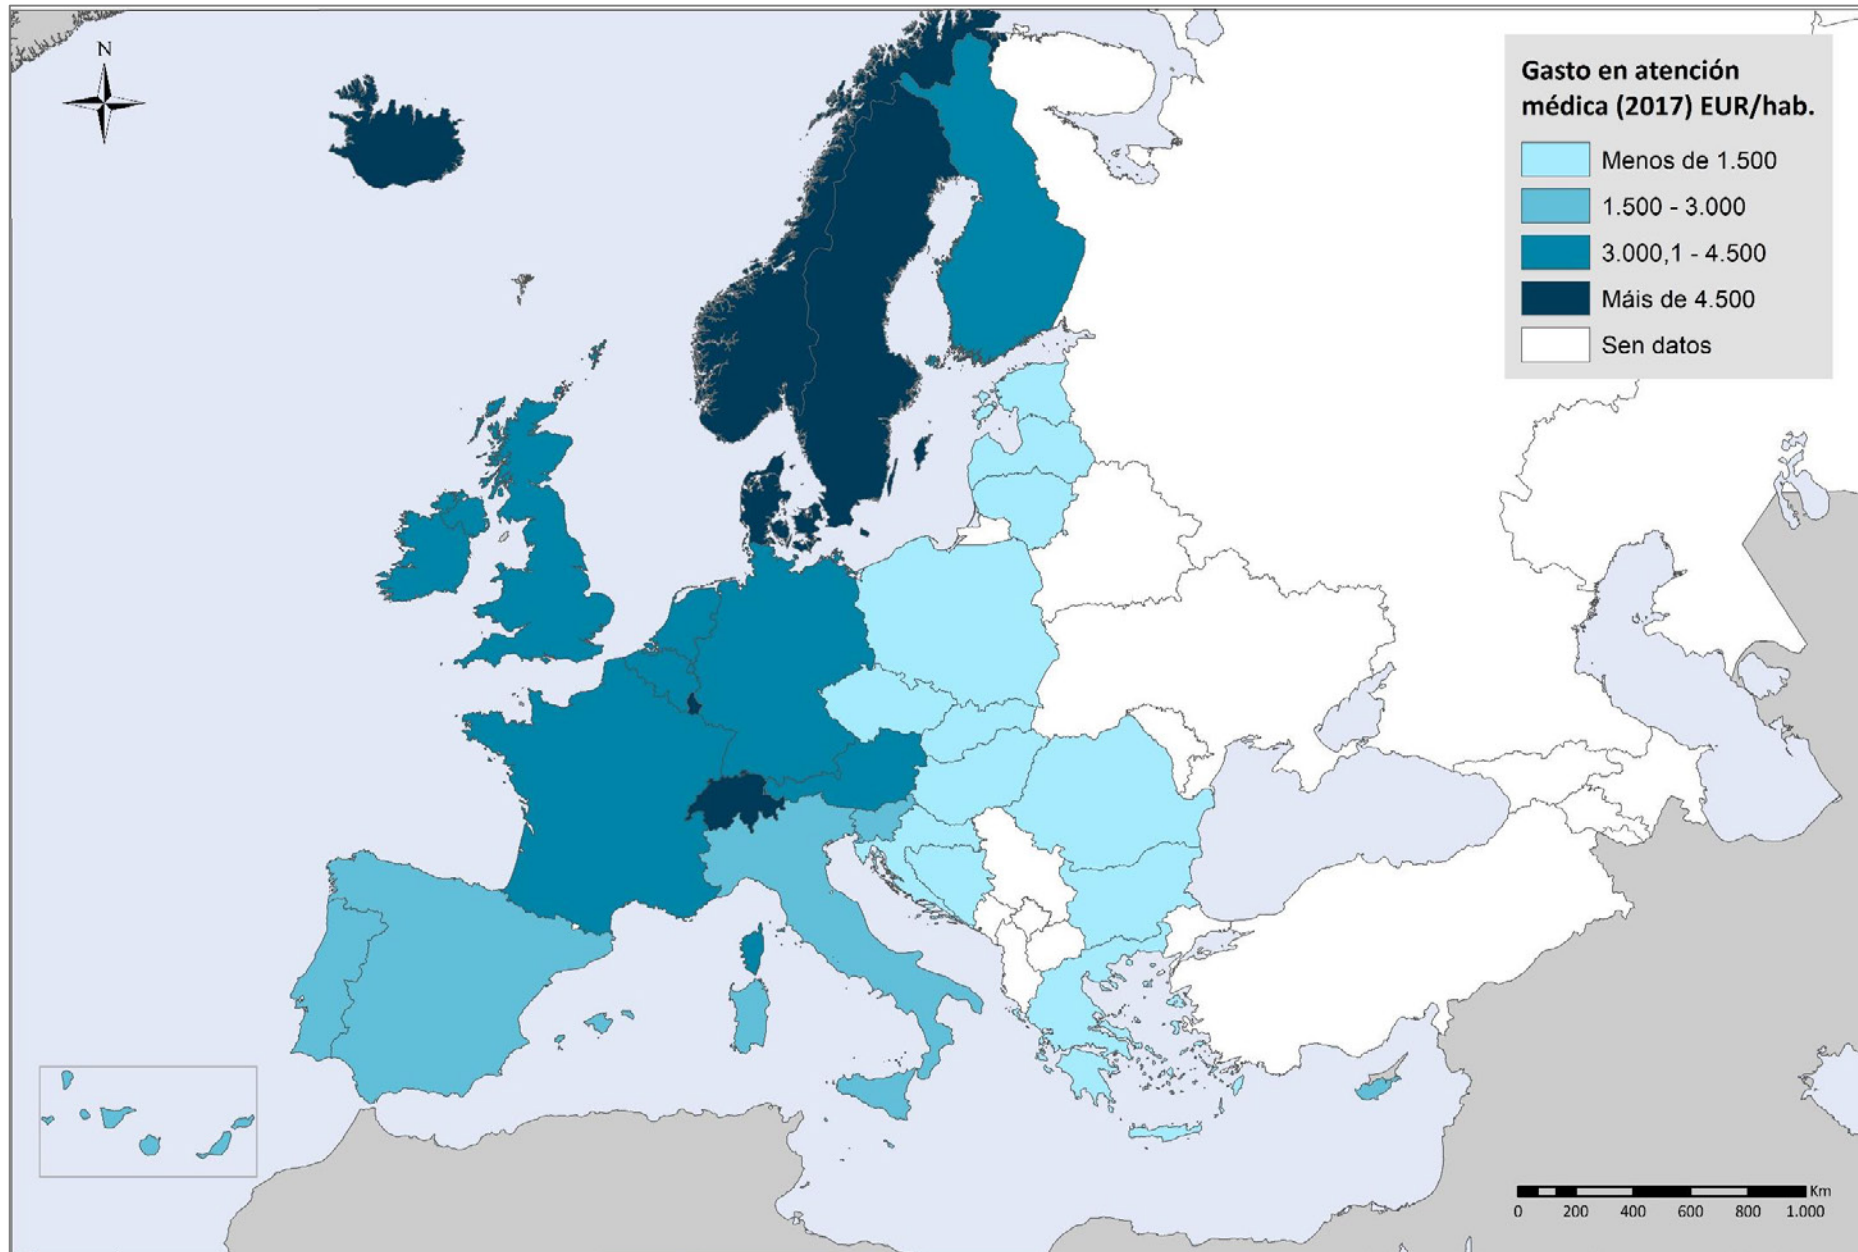 N
Gasto en atención
médica (2017) EUR/hab.
Menos de 1.500
1.500 - 3.000
3.000,1 - 4.500
Máis de 4.500
Sen datos
Km
0 200 400 600 800 1.000